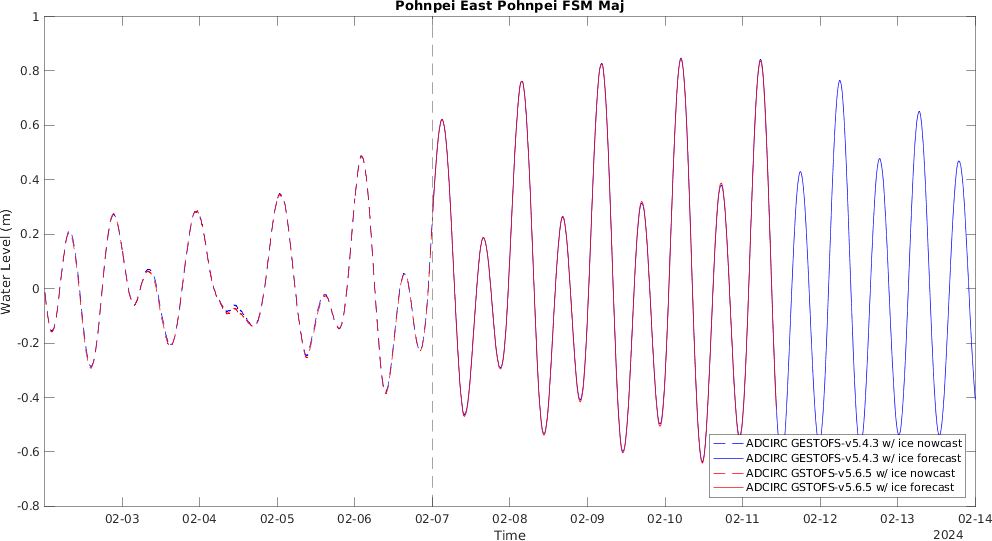 Pohnpei East Pohnpei FSM Maj
Water Level (m)
1
0.8
0.6
0.4
0.2
0
-0.2
-0.4
-0.6
-0.8
ADCIRC GESTOFS-v5.4.3 w/ ice nowcast
ADCIRC GESTOFS-v5.4.3 w/ ice forecast
ADCIRC GSTOFS-v5.6.5 w/ ice nowcast
ADCIRC GSTOFS-v5.6.5 w/ ice forecast
02-03 02-04 02-05 02-06 02-07 02-08 02-09 02-10 02-11 02-12 02-13 02-14
Time
2024